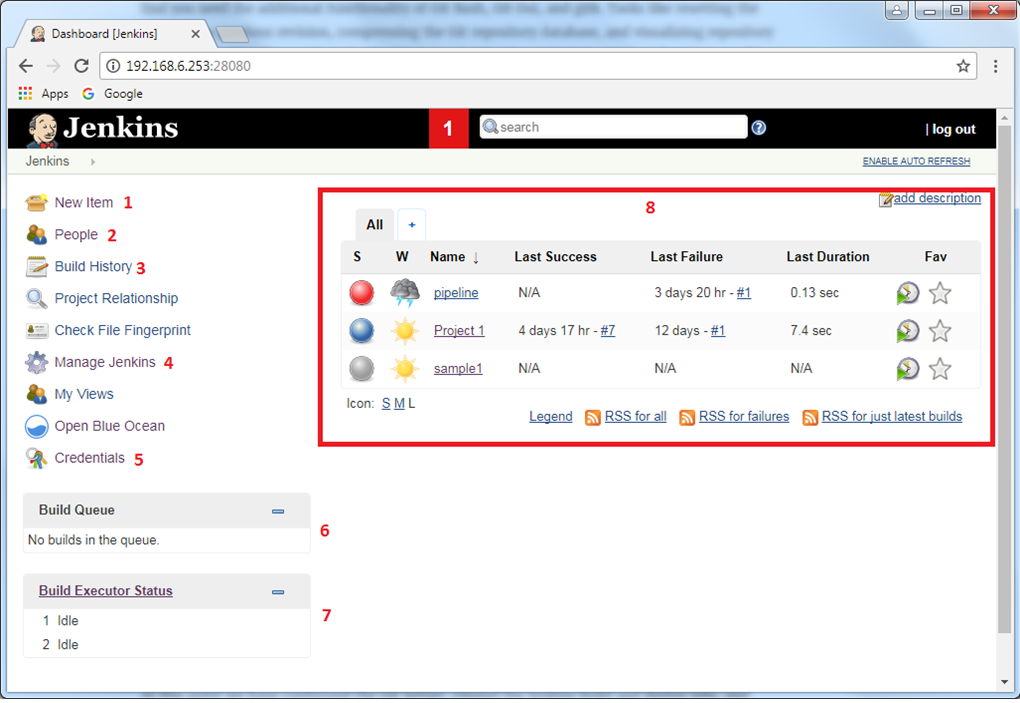 Dashboard [Jenkins]
192.168.6.253:28080
Apps Google
Jenkins 1 search | log out
Jenkins ENABLE AUTO REFRESH
New Item 1
People 2
Build History 3
Project Relationship
Check File Fingerprint
Manage Jenkins 4
My Views
Open Blue Ocean
Credentials 5
Build Queue
No builds in the queue.
6
Build Executor Status
1 Idle
2 Idle
7
8 add description
All +
S W Name ↓ Last Success Last Failure Last Duration Fav
pipeline N/A 3 days 20 hr - #1 0.13 sec
Project 1 4 days 17 hr - #7 12 days - #1 7.4 sec
sample1 N/A N/A N/A
Icon: S M L
Legend RSS for all RSS for failures RSS for just latest builds